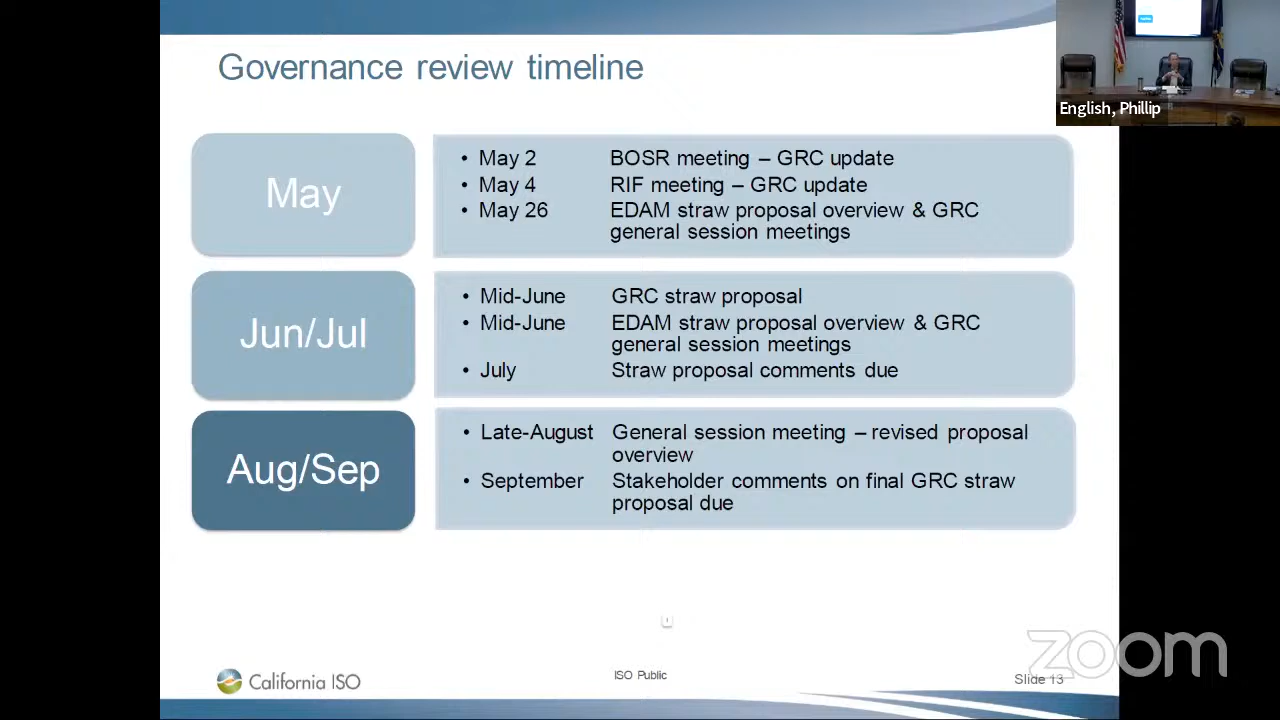 Governance review timeline
English, Phillip
May
• May 2 BOSR meeting – GRC update
• May 4 RIF meeting – GRC update
• May 26 EDAM straw proposal overview & GRC
general session meetings
Jun/Jul
• Mid-June GRC straw proposal
• Mid-June EDAM straw proposal overview & GRC
general session meetings
• July Straw proposal comments due
Aug/Sep
• Late-August General session meeting – revised proposal
overview
• September Stakeholder comments on final GRC straw
proposal due
California ISO
ISO Public
Slide 13
zoom